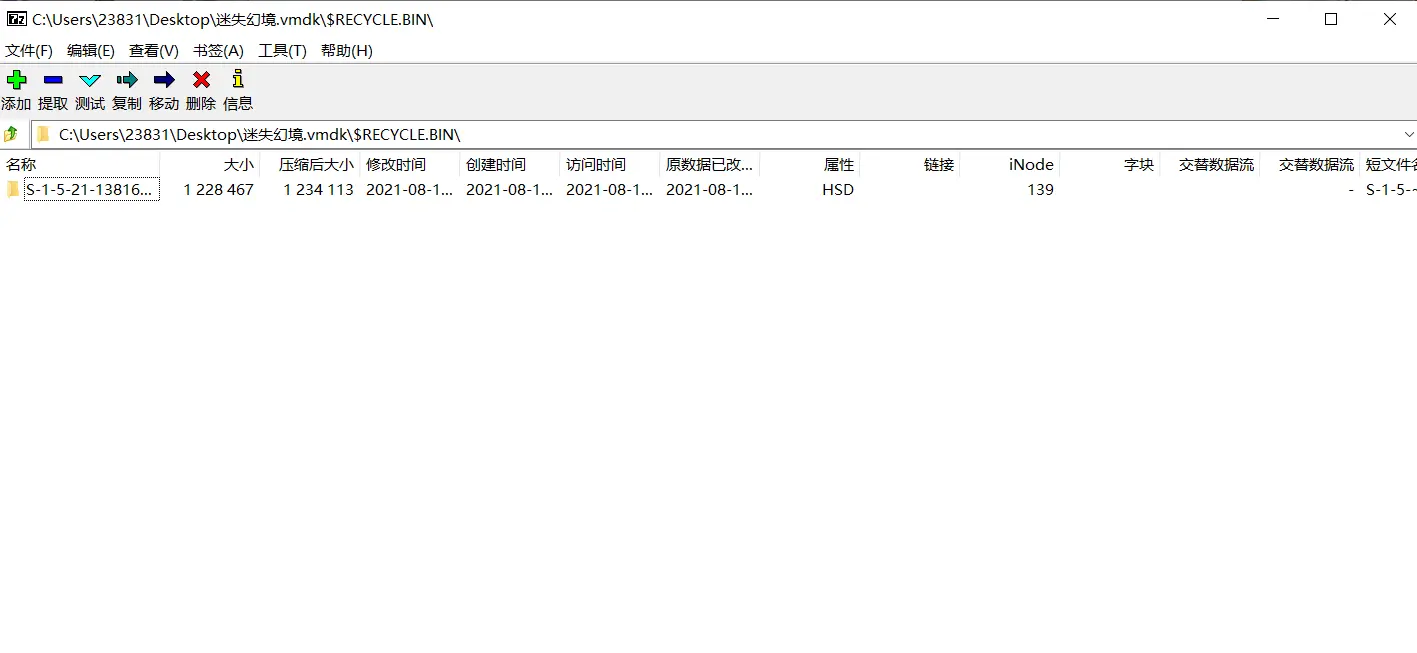 7z C:\Users\23831\Desktop\迷失幻境.vmdk\$RECYCLE.BIN\
文件(F) 编辑(E) 查看(V) 书签(A) 工具(T) 帮助(H)
添加 提取 测试 复制 移动 删除 信息
C:\Users\23831\Desktop\迷失幻境.vmdk\$RECYCLE.BIN\
名称 大小 压缩后大小 修改时间 创建时间 访问时间 原数据已改... 属性 链接 iNode 字块 交替数据流 交替数据流 短文件名
S-1-5-21-13816... 1 228 467 1 234 113 2021-08-1... 2021-08-1... 2021-08-1... 2021-08-1... HSD 139 - S-1-5-~